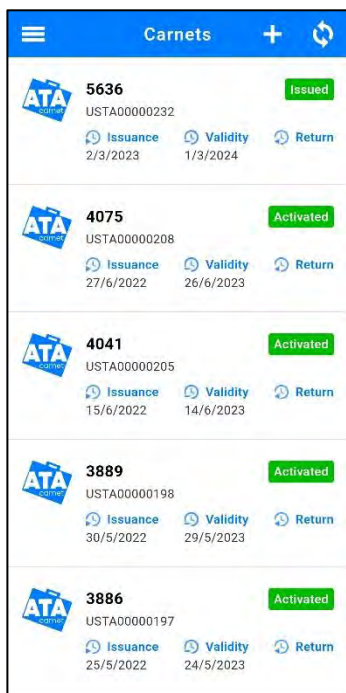 Carnets
ATA carnet
5636
Issued
USTA00000232
Issuance Validity Return
2/3/2023 1/3/2024
ATA carnet
4075
Activated
USTA00000208
Issuance Validity Return
27/6/2022 26/6/2023
ATA carnet
4041
Activated
USTA00000205
Issuance Validity Return
15/6/2022 14/6/2023
ATA carnet
3889
Activated
USTA00000198
Issuance Validity Return
30/5/2022 29/5/2023
ATA carnet
3886
Activated
USTA00000197
Issuance Validity Return
25/5/2022 24/5/2023